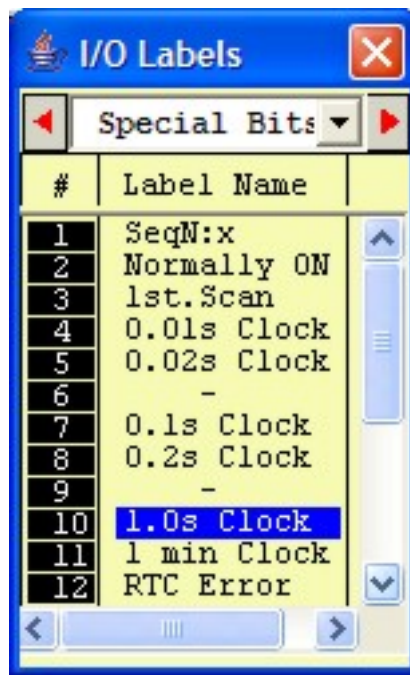 I/O Labels
Special Bits
# Label Name
1 SeqN:x
2 Normally ON
3 1st.Scan
4 0.01s Clock
5 0.02s Clock
6 -
7 0.1s Clock
8 0.2s Clock
9 -
10 1.0s Clock
11 1 min Clock
12 RTC Error